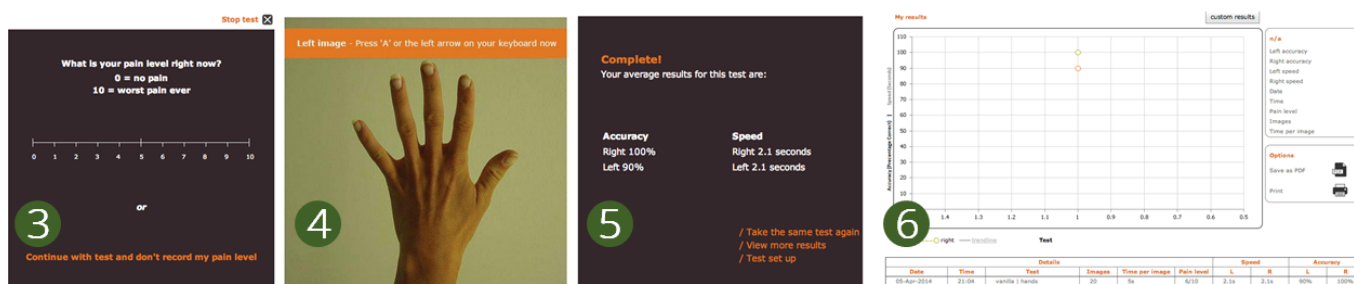 Stop test
What is your pain level right now?
0 = no pain
10 = worst pain ever
0 1 2 3 4 5 6 7 8 9 10
or
3
Continue with test and don't record my pain level
Left image - Press 'A' or the left arrow on your keyboard now
4
Complete!
Your average results for this test are:
Accuracy Speed
Right 100% Right 2.1 seconds
Left 90% Left 2.1 seconds
5
/ Take the same test again
/ View more results
/ Test set up
My results
custom results
Accuracy [Percentage Correct] | Speed [Seconds]
110
100
90
80
70
60
50
40
30
20
10
1.4 1.3 1.2 1.1 1 0.9 0.8 0.7 0.6 0.5
6
right trendline Test
n/a
Left accuracy
Right accuracy
Left speed
Right speed
Date
Time
Pain level
Images
Time per image
Options
Save as PDF
Print
Details Speed Accuracy
Date Time Test Images Time per image Pain level L R L R
05-Apr-2014 21:04 vanilla | hands 20 5s 6/10 2.1s 2.1s 90% 100%